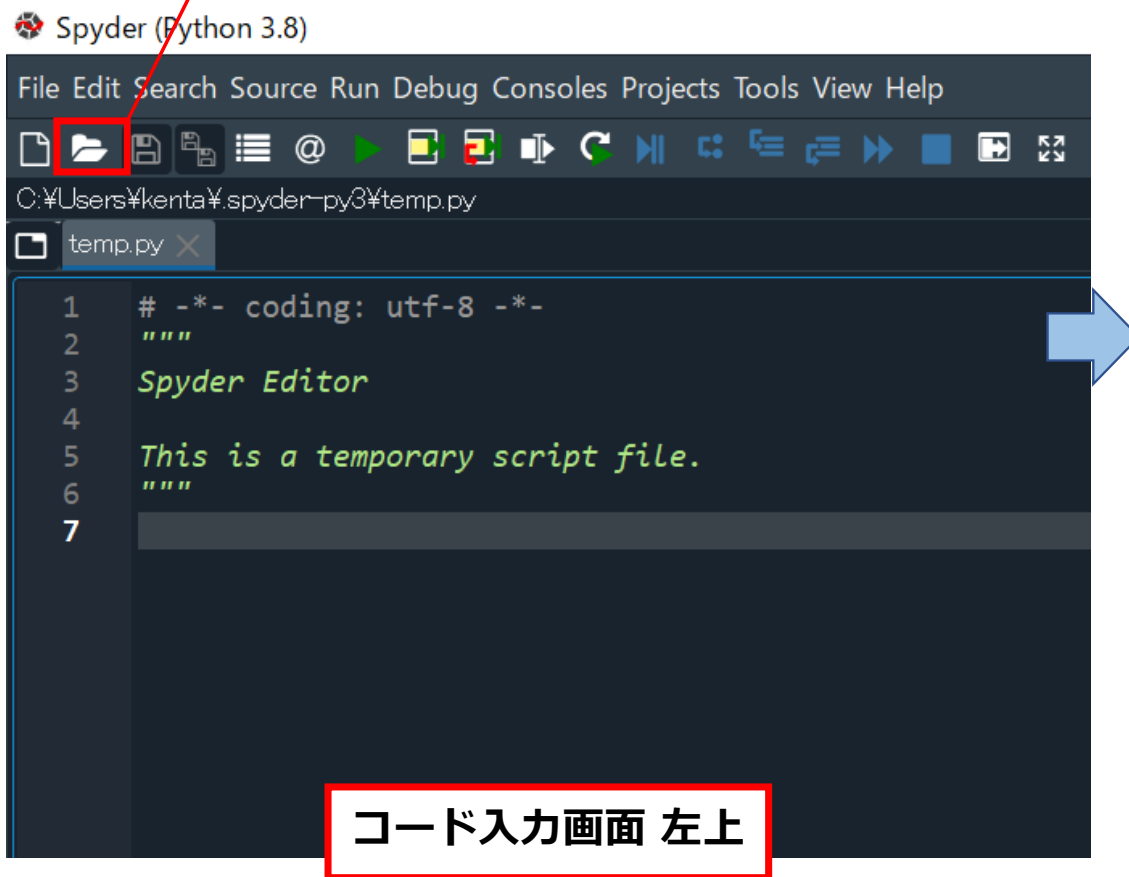 Spyder (Python 3.8)
File Edit Search Source Run Debug Consoles Projects Tools View Help
@
C:¥Users¥kenta¥.spyder-py3¥temp.py
temp.py
1 # -*- coding: utf-8 -*-
2 """
3 Spyder Editor
4
5 This is a temporary script file.
6 """
7
コード入力画面 左上